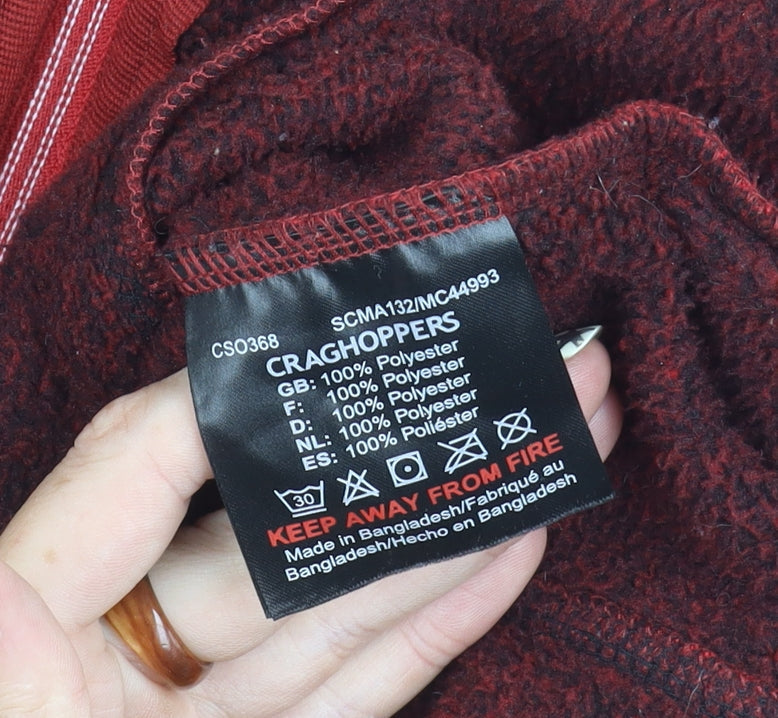 CSO368
SCMA132/MC44993
CRAGHOPPERS
GB: 100% Polyester
F: 100% Polyester
D: 100% Polyester
NL: 100% Polyester
ES: 100% Poliéster
30
KEEP AWAY FROM FIRE
Made in Bangladesh/Fabriqué au
Bangladesh/Hecho en Bangladesh